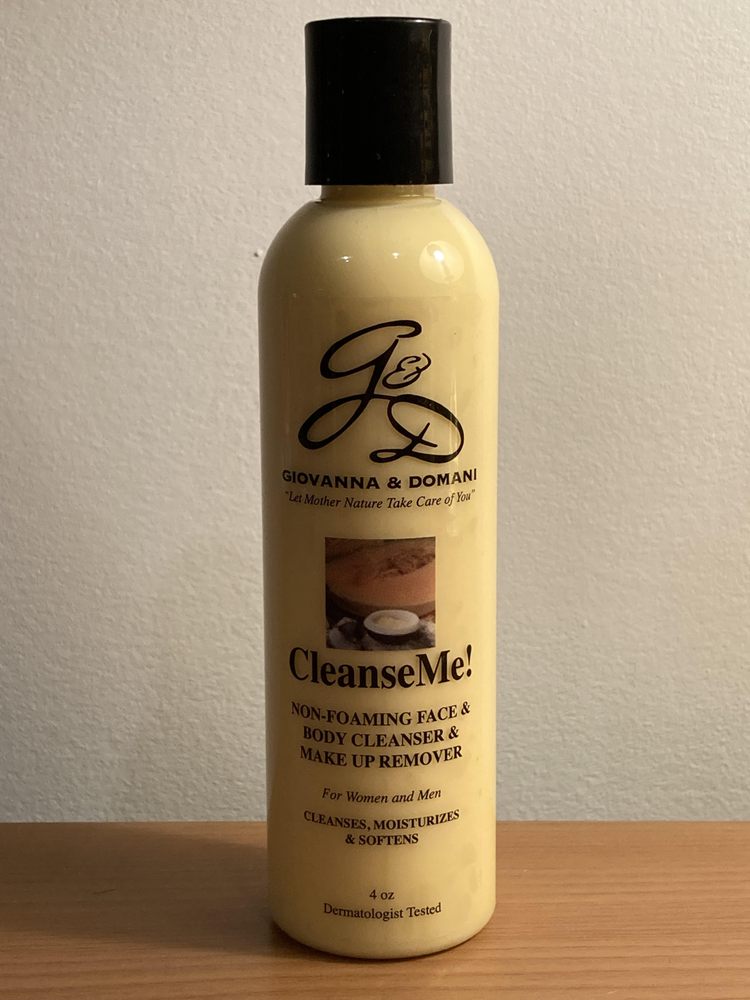 G&D
GIOVANNA & DOMANI
"Let Mother Nature Take Care of You"
CleanseMe!
NON-FOAMING FACE &
BODY CLEANSER &
MAKE UP REMOVER
For Women and Men
CLEANSES, MOISTURIZES
& SOFTENS
4 oz
Dermatologist Tested